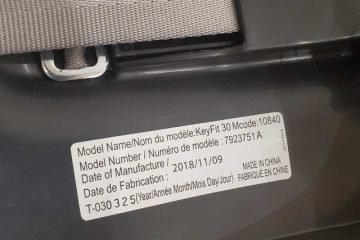 Model Name/Nom du modèle:KeyFit 30 Mcode:10840
Model Number / Numéro de modèle : 7923751A
Date of Manufacture /
Date de Fabrication : 2018/11/09
MADE IN CHINA
FABRIQUÉ EN CHINE
T-030 3 2 5 (Year/Année Month/Mois Day/Jour)